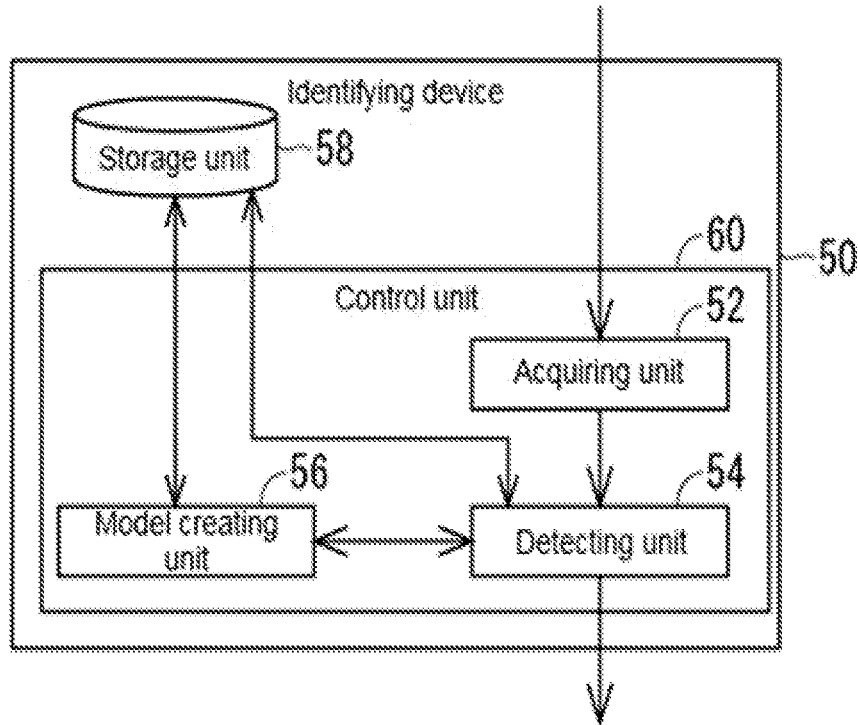 Identifying device
Storage unit
58
60
50
Control unit
52
Acquiring unit
56
54
Model creating
unit
Detecting unit